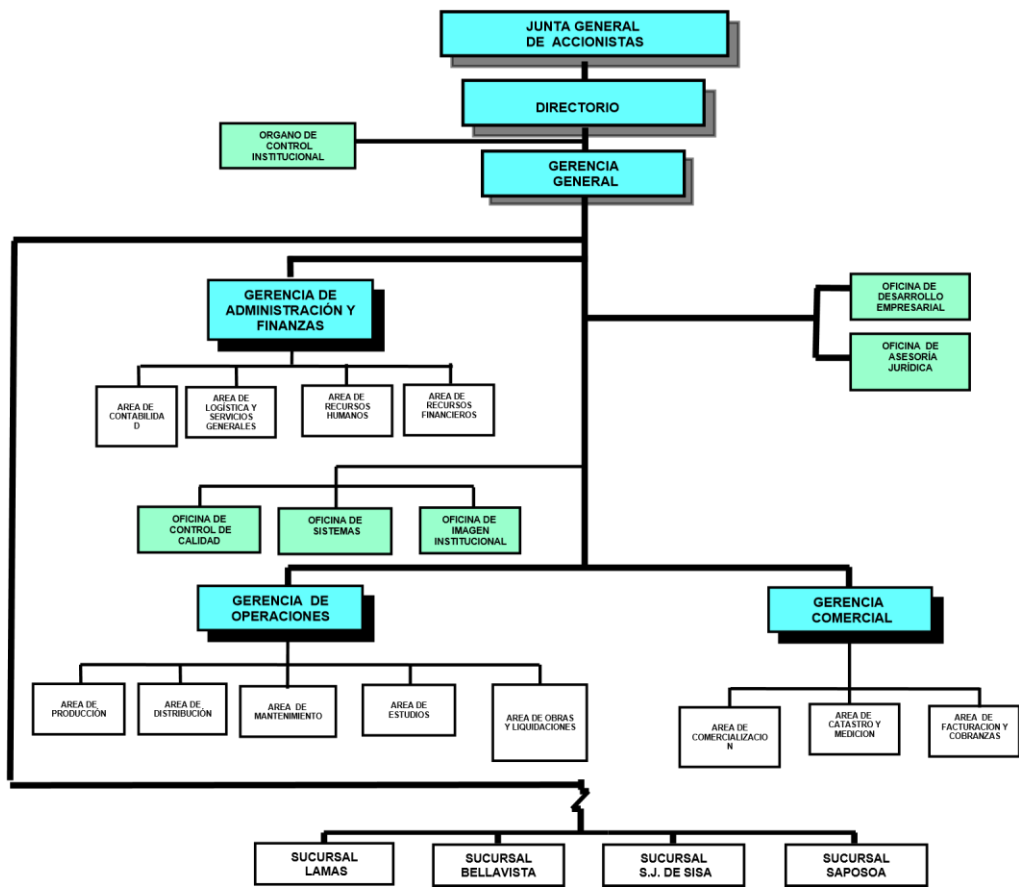 JUNTA GENERAL
DE ACCIONISTAS
DIRECTORIO
ORGANO DE
CONTROL
INSTITUCIONAL
GERENCIA
GENERAL
GERENCIA DE
ADMINISTRACIÓN Y
FINANZAS
OFICINA DE
DESARROLLO
EMPRESARIAL
OFICINA DE
ASESORÍA
JURÍDICA
AREA DE
CONTABILIDA
D
AREA DE
LOGÍSTICA Y
SERVICIOS
GENERALES
AREA DE
RECURSOS
HUMANOS
AREA DE
RECURSOS
FINANCIEROS
OFICINA DE
CONTROL DE
CALIDAD
OFICINA DE
SISTEMAS
OFICINA DE
IMAGEN
INSTITUCIONAL
GERENCIA DE
OPERACIONES
GERENCIA
COMERCIAL
AREA DE
PRODUCCIÓN
AREA DE
DISTRIBUCIÓN
AREA DE
MANTENIMIENTO
AREA DE
ESTUDIOS
AREA DE OBRAS
Y LIQUIDACIONES
AREA DE
COMERCIALIZACIO
N
AREA DE
CATASTRO Y
MEDICION
AREA DE
FACTURACION Y
COBRANZAS
SUCURSAL
LAMAS
SUCURSAL
BELLAVISTA
SUCURSAL
S.J. DE SISA
SUCURSAL
SAPOSOA